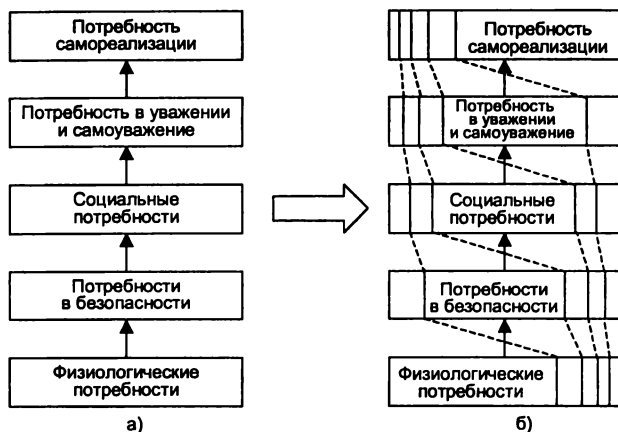 Потребность
самореализации
Потребность в уважении
и самоуважение
Социальные
потребности
Потребности
в безопасности
Физиологические
потребности
а)
Потребность
самореализации
Потребность
в уважении
и самоуважение
Социальные
потребности
Потребности
в безопасности
Физиологические
потребности
б)